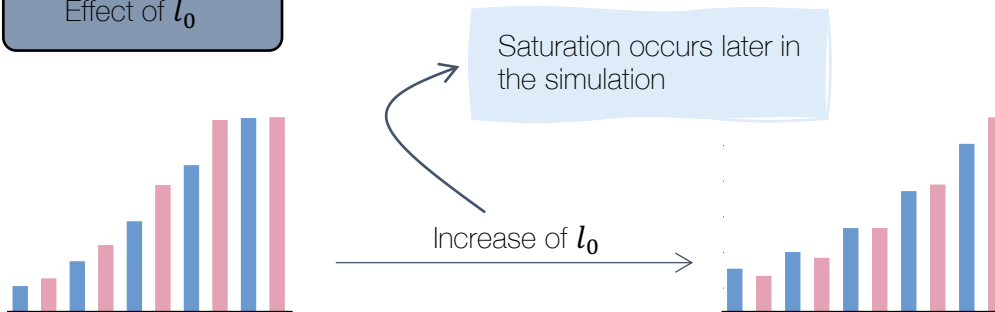 Effect of l₀
Saturation occurs later in
the simulation
Increase of l₀